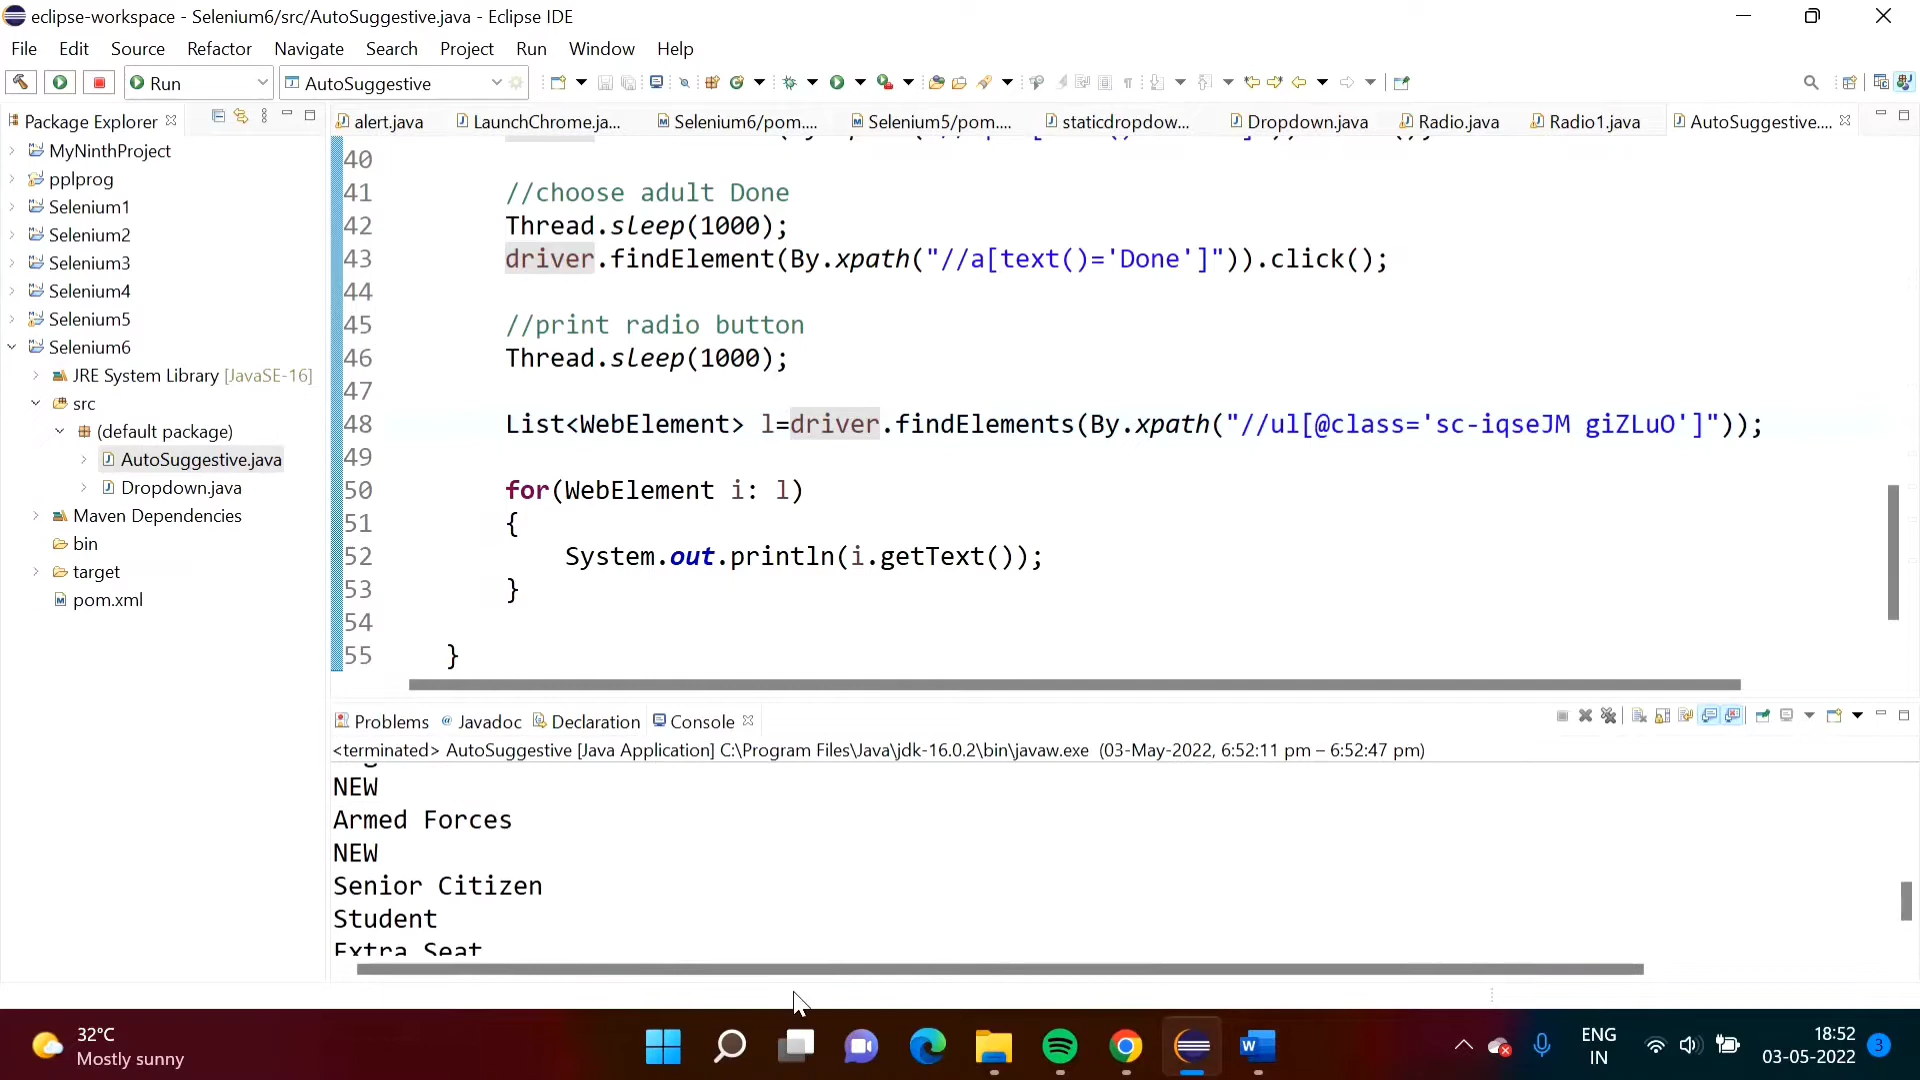 eclipse-workspace - Selenium6/src/AutoSuggestive.java - Eclipse IDE
File Edit Source Refactor Navigate Search Project Run Window Help
Run AutoSuggestive
Package Explorer
alert.java LaunchChrome.ja... Selenium6/pom.... Selenium5/pom.... staticdropdow... Dropdown.java Radio.java Radio1.java AutoSuggestive....
MyNinthProject
pplprog
Selenium1
Selenium2
Selenium3
Selenium4
Selenium5
Selenium6
JRE System Library [JavaSE-16]
src
(default package)
AutoSuggestive.java
Dropdown.java
Maven Dependencies
bin
target
pom.xml
40
41 //choose adult Done
42 Thread.sleep(1000);
43 driver.findElement(By.xpath("//a[text()='Done']")).click();
44
45 //print radio button
46 Thread.sleep(1000);
47
48 List<WebElement> l=driver.findElements(By.xpath("//ul[@class='sc-iqseJM giZLuO']"));
49
50 for(WebElement i: l)
51 {
52 System.out.println(i.getText());
53 }
54
55 }
Problems @ Javadoc Declaration Console
<terminated> AutoSuggestive [Java Application] C:\Program Files\Java\jdk-16.0.2\bin\javaw.exe (03-May-2022, 6:52:11 pm – 6:52:47 pm)
NEW
Armed Forces
NEW
Senior Citizen
Student
Extra Seat
32°C
Mostly sunny
ENG
IN
18:52
03-05-2022
3